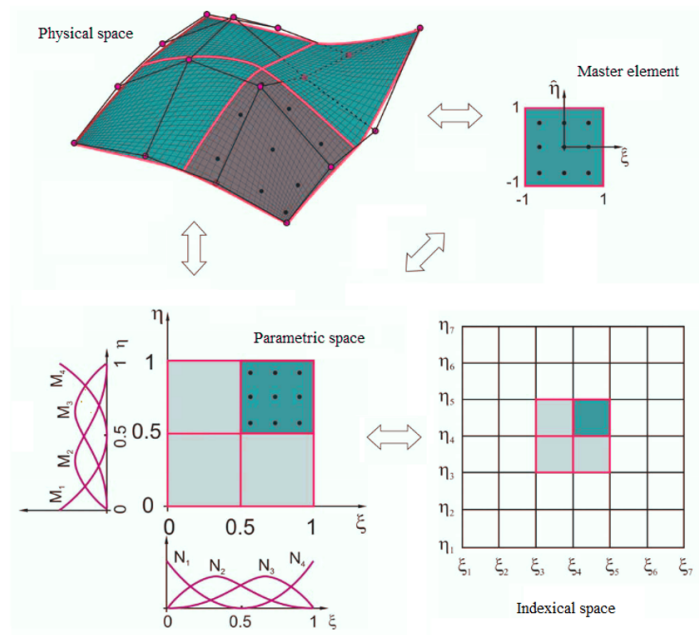 Physical space
Master element
η̂
1
ξ
-1
-1
1
η
Parametric space
1
0.5
0
0
0.5
1
ξ
η
1
0.5
0
M4
M3
M2
M1
N1
N2
N3
N4
0
0.5
1
ξ
η7
η6
η5
η4
η3
η2
η1
ξ1
ξ2
ξ3
ξ4
ξ5
ξ6
ξ7
Indexical space